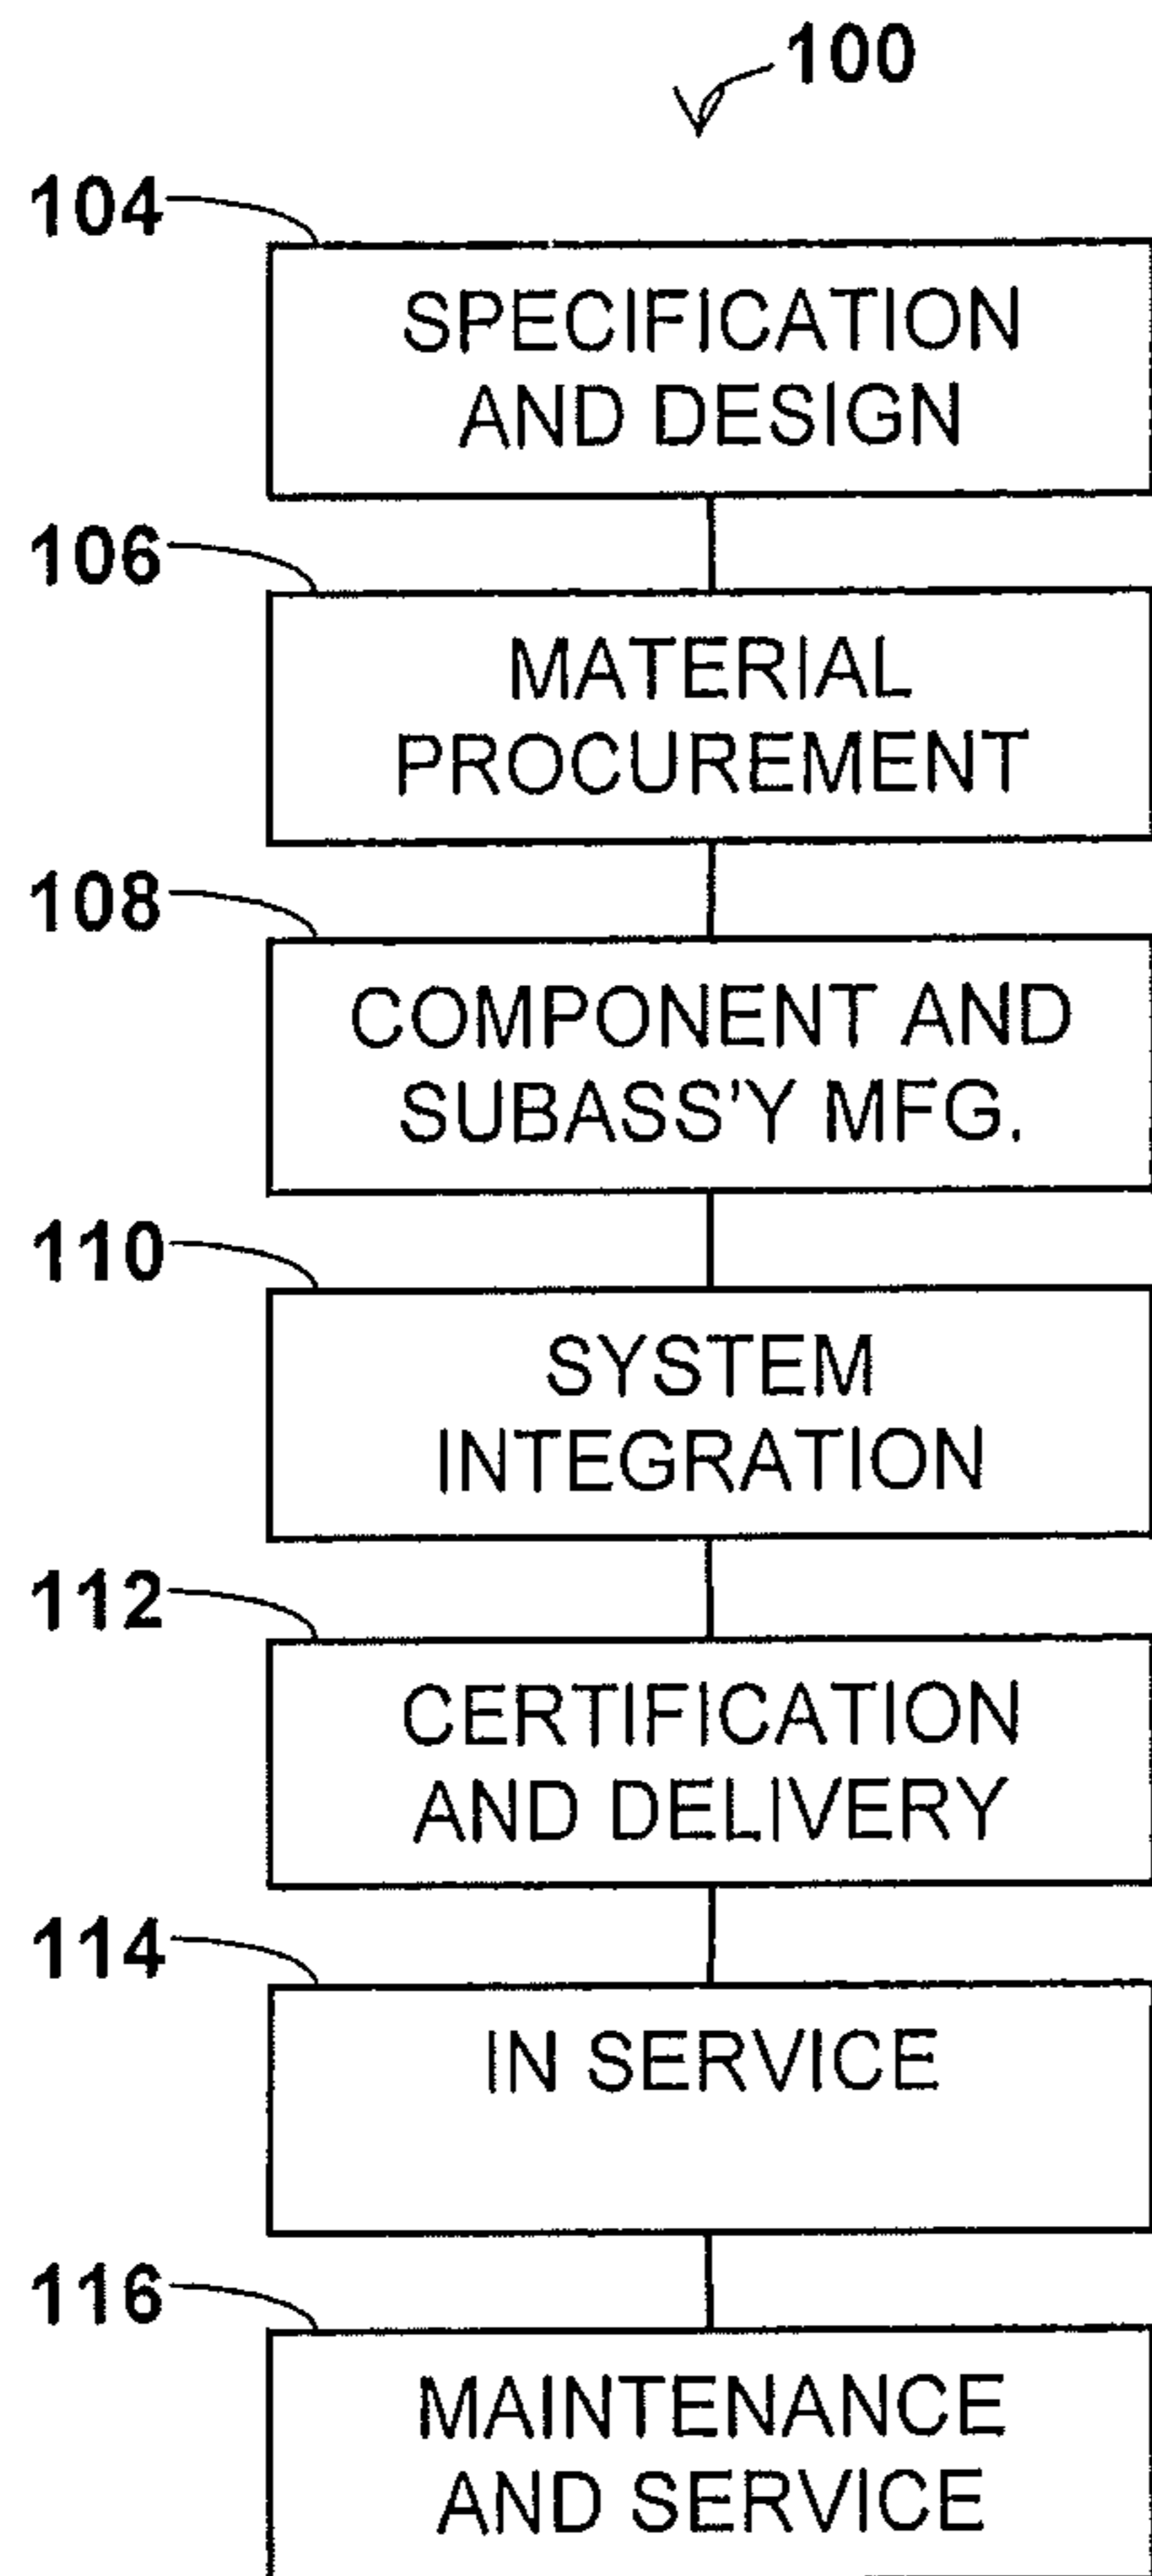 100
104
SPECIFICATION
AND DESIGN
106
MATERIAL
PROCUREMENT
108
COMPONENT AND
SUBASS'Y MFG.
110
SYSTEM
INTEGRATION
112
CERTIFICATION
AND DELIVERY
114
IN SERVICE
116
MAINTENANCE
AND SERVICE